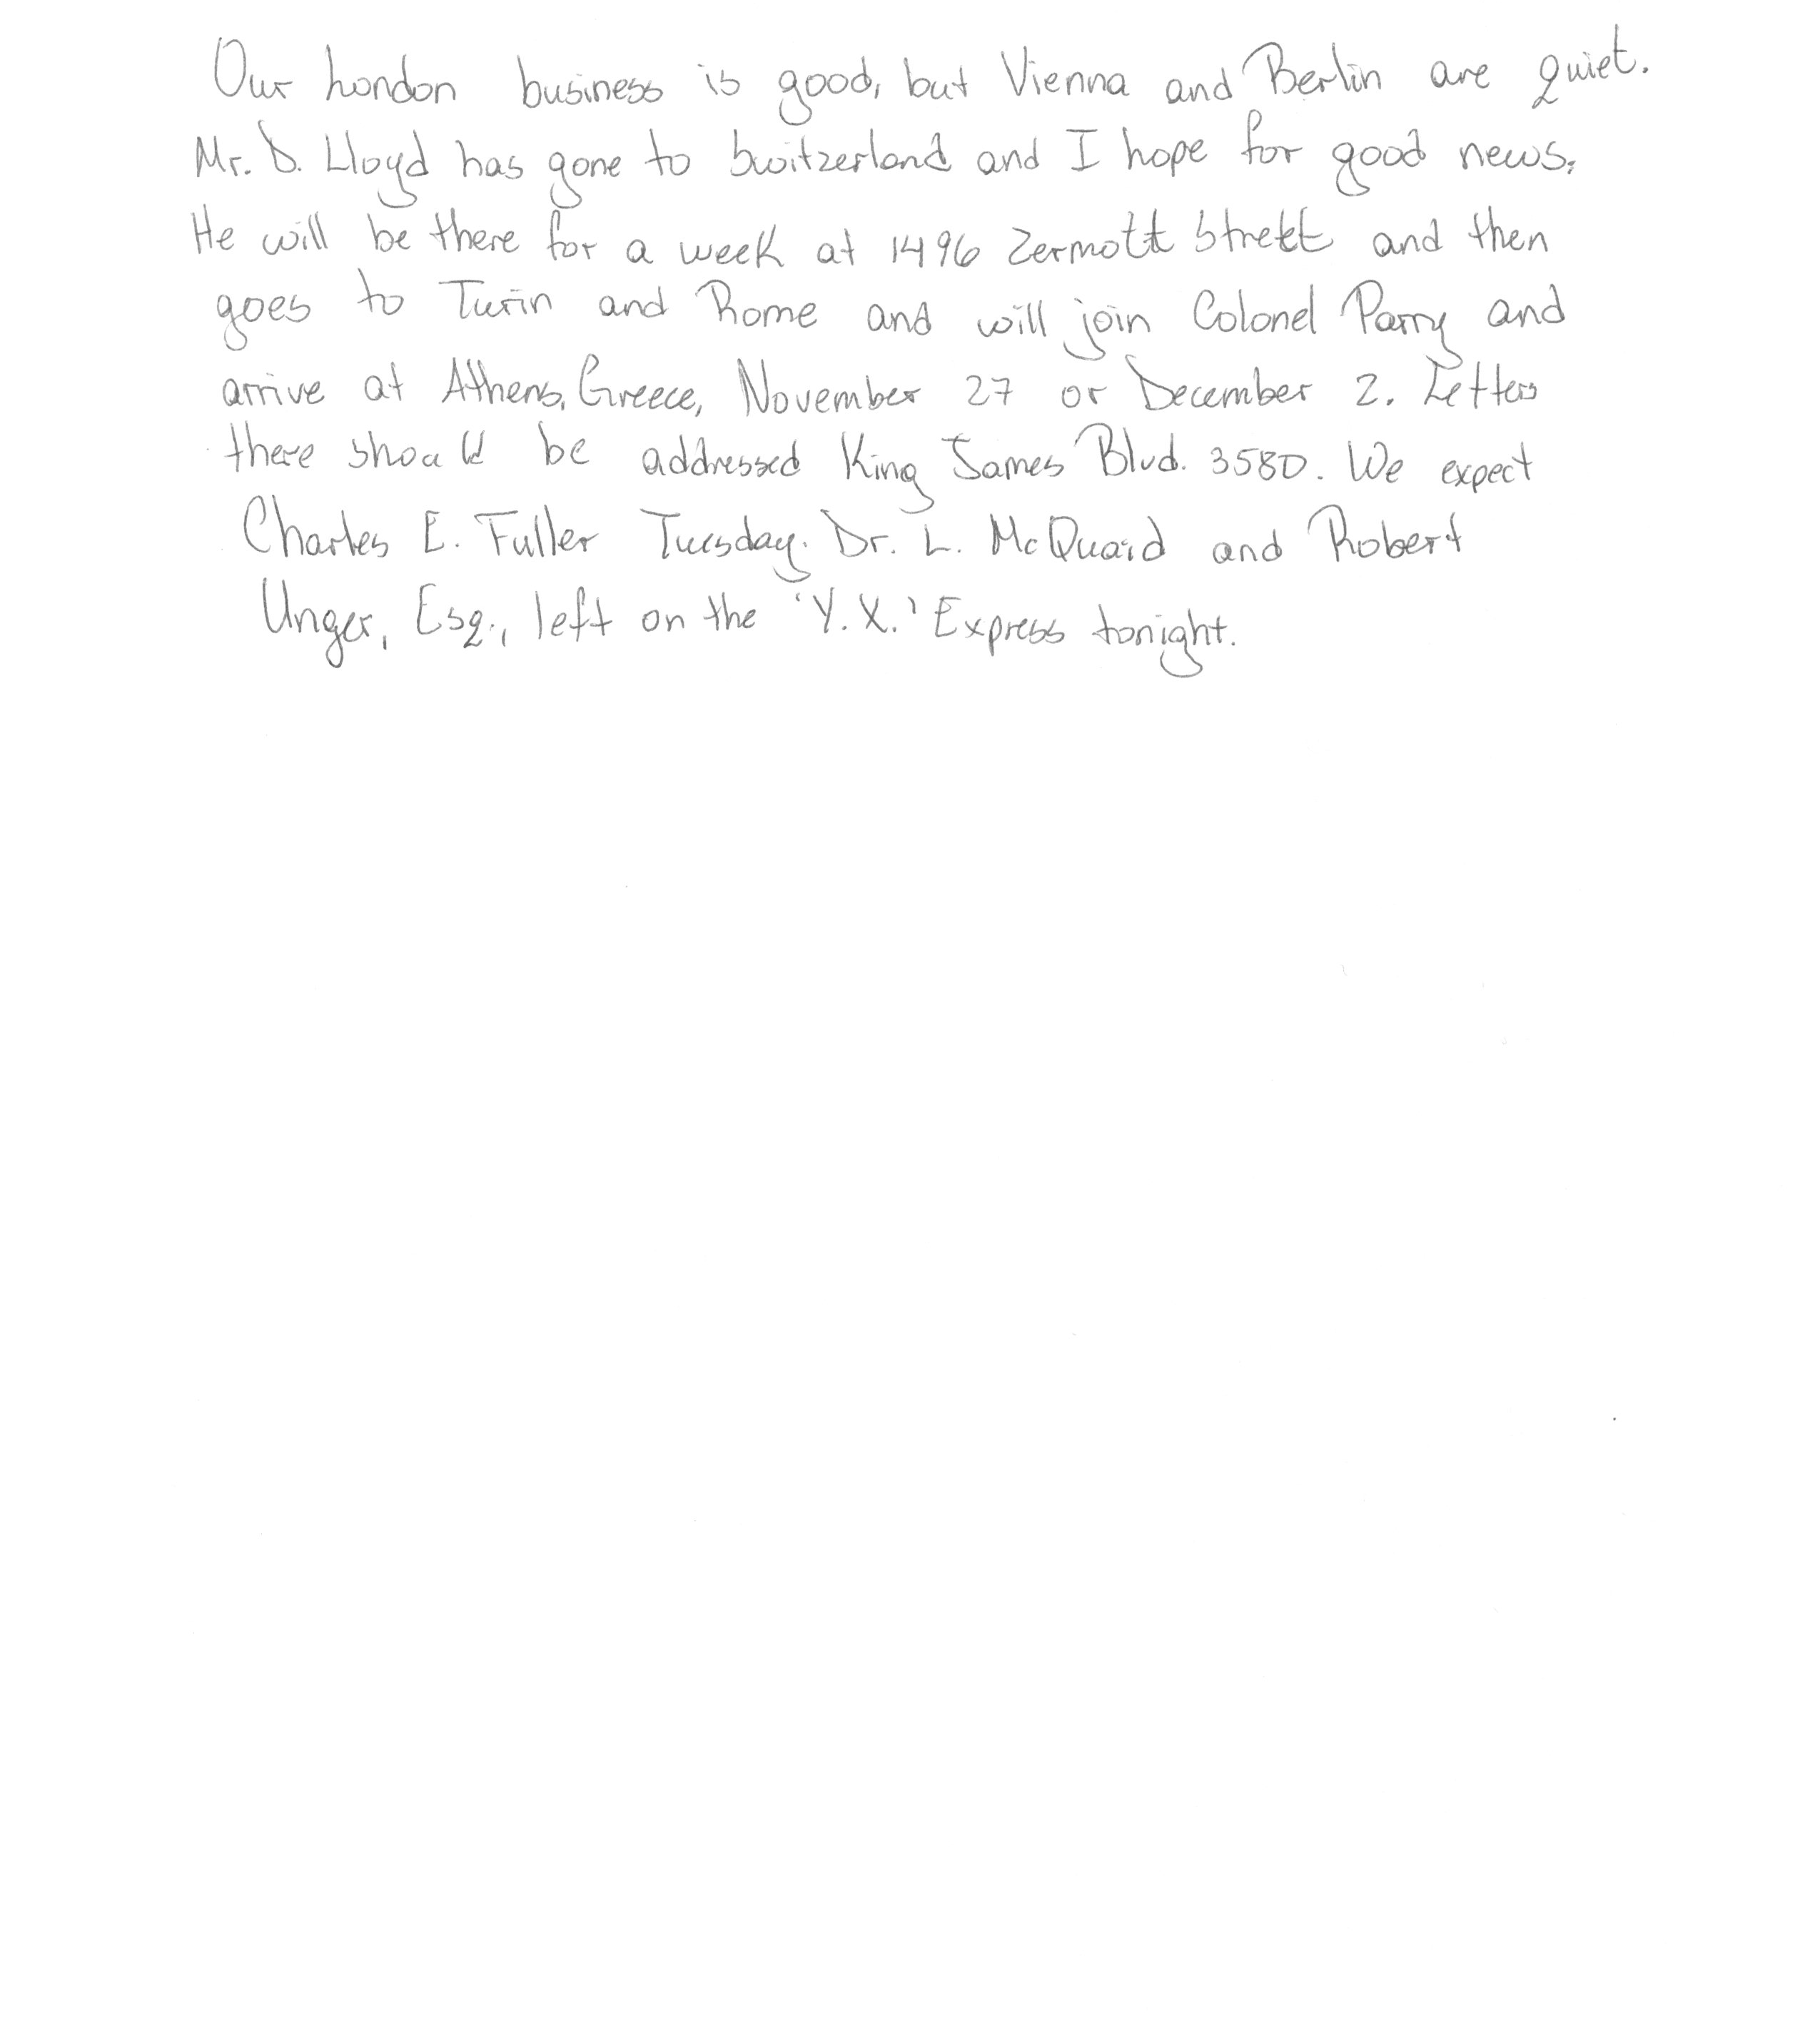 Our London business is good, but Vienna and Berlin are quiet.
Mr. D. Lloyd has gone to Switzerland and I hope for good news.
He will be there for a week at 1496 Zermott Strett and then
goes to Turin and Rome and will join Colonel Parry and
arrive at Athens, Greece, November 27 or December 2. Letters
there should be addressed King James Blvd. 3580. We expect
Charles E. Fuller Tuesday. Dr. L. McQuaid and Robert
Unger, Esq., left on the 'Y.X.' Express tonight.